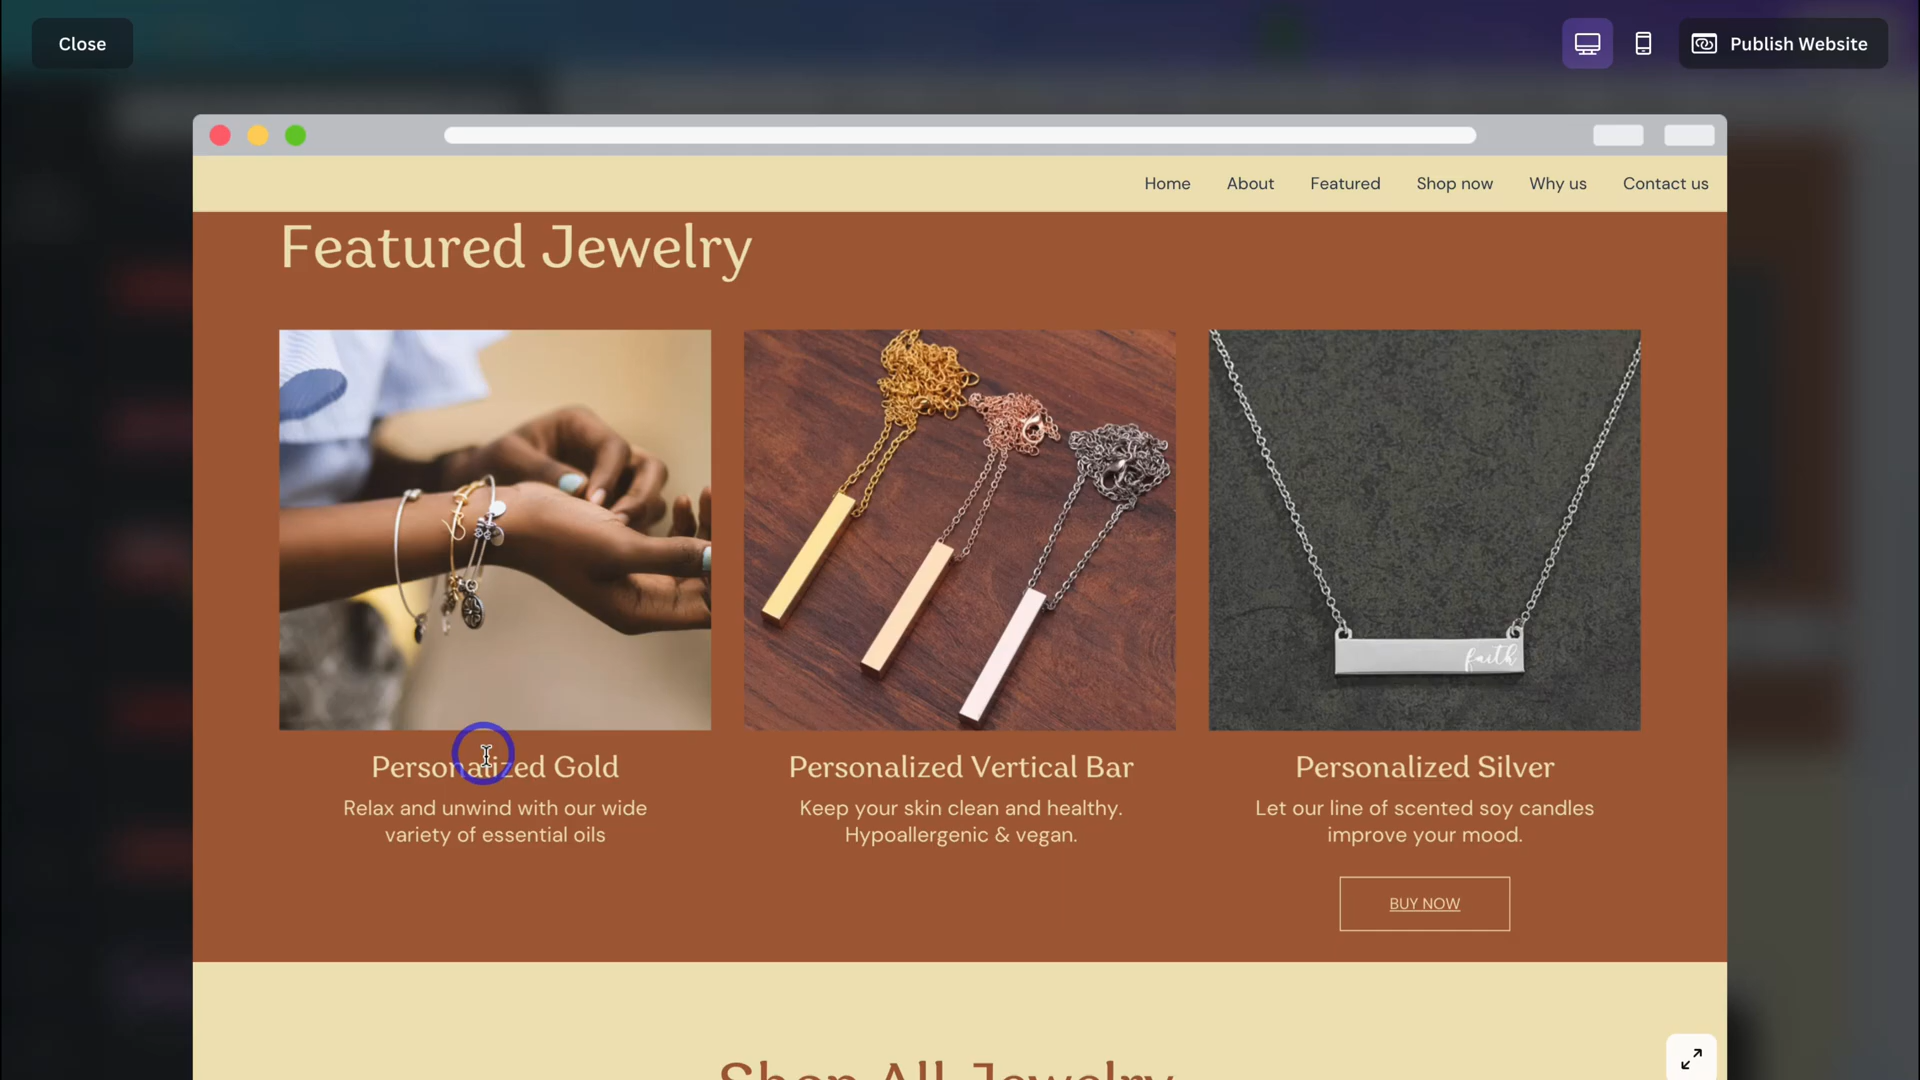 Close
Publish Website
Home About Featured Shop now Why us Contact us
Featured Jewelry
faith
Personalized Gold
Relax and unwind with our wide
variety of essential oils
Personalized Vertical Bar
Keep your skin clean and healthy.
Hypoallergenic & vegan.
Personalized Silver
Let our line of scented soy candles
improve your mood.
BUY NOW
Shop All Jewelry